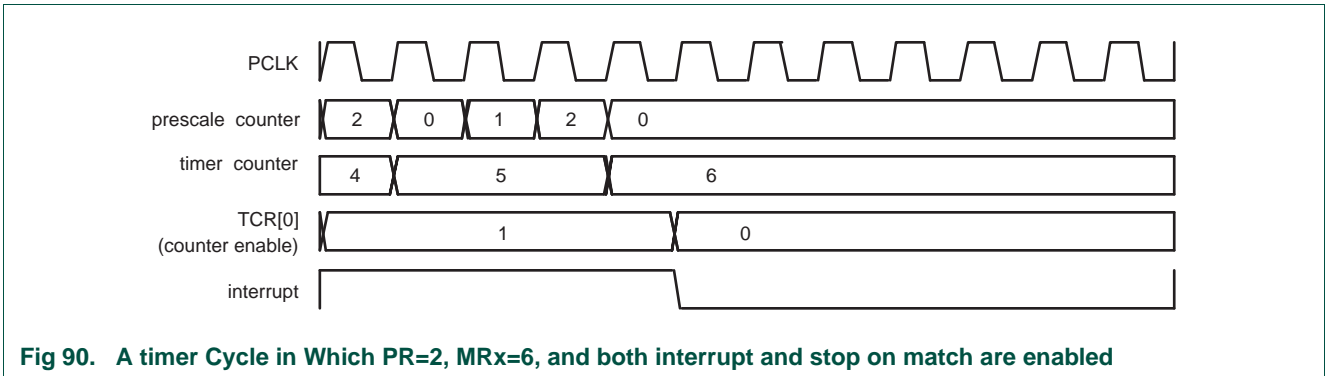 PCLK
prescale counter 2 0 1 2 0
timer counter 4 5 6
TCR[0]
(counter enable) 1 0
interrupt
Fig 90. A timer Cycle in Which PR=2, MRx=6, and both interrupt and stop on match are enabled